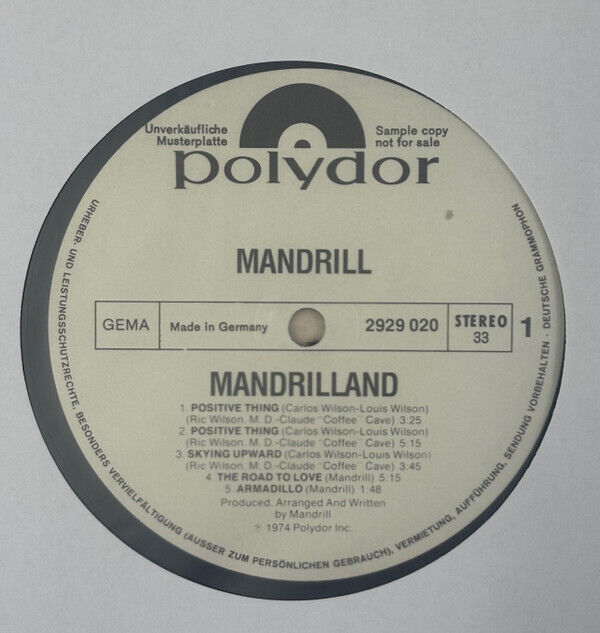 Unverkäufliche
Musterplatte
Sample copy
not for sale
polydor
MANDRILL
GEMA
Made in Germany
2929 020
STEREO
33
1
MANDRILLAND
1. POSITIVE THING (Carlos Wilson-Louis Wilson)
(Ric Wilson. M. D.-Claude "Coffee" Cave) 3:25
2. POSITIVE THING (Carlos Wilson-Louis Wilson)
(Ric Wilson. M. D.-Claude "Coffee" Cave) 5:15
3. SKYING UPWARD (Carlos Wilson-Louis Wilson)
(Ric Wilson. M. D.-Claude "Coffee" Cave) 3:45
4. THE ROAD TO LOVE (Mandrill) 5:15
5. ARMADILLO (Mandrill) 1:48
Produced. Arranged And Written
by Mandrill
℗ 1974 Polydor Inc.
URHEBER- UND LEISTUNGSSCHUTZRECHTE, BESONDERS VERVIELFÄLTIGUNG (AUSSER ZUM PERSÖNLICHEN GEBRAUCH), VERMIETUNG, AUFFÜHRUNG, SENDUNG VORBEHALTEN · DEUTSCHE GRAMMOPHON